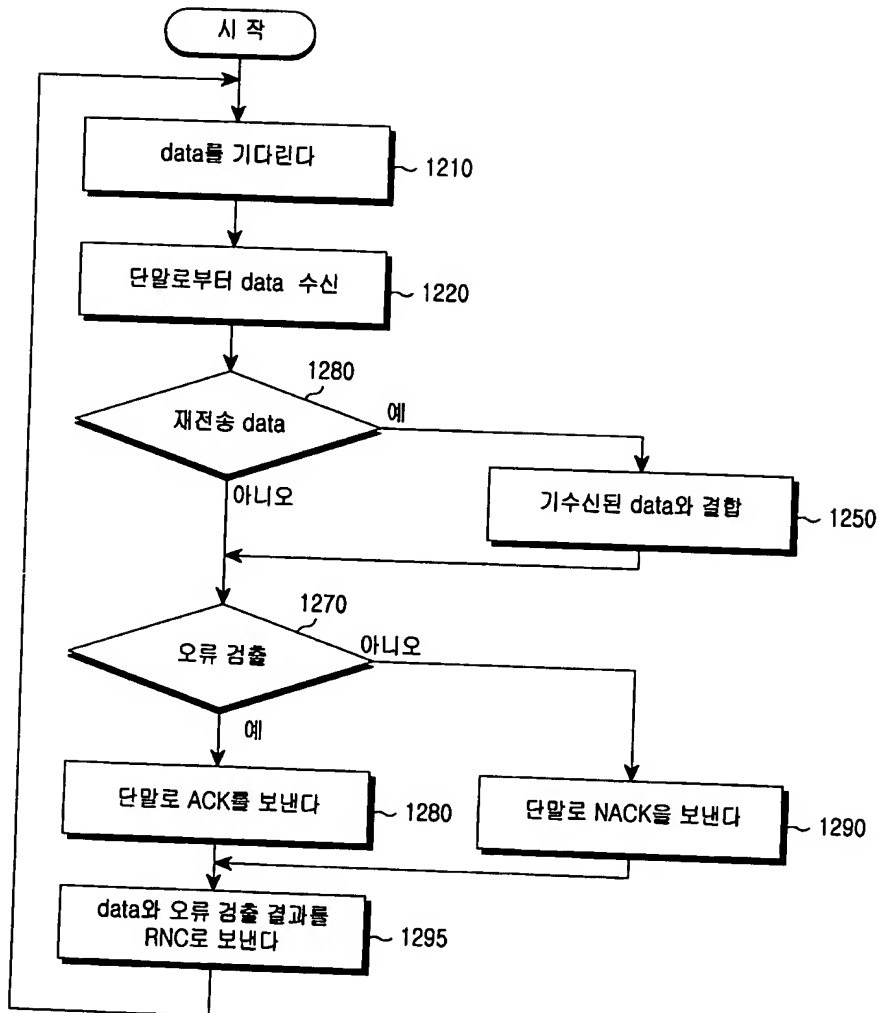 시 작
data를 기다린다
1210
단말로부터 data 수신
1220
1280
재전송 data
예
아니오
기수신된 data와 결합
1250
1270
오류 검출
아니오
예
단말로 ACK를 보낸다
1280
단말로 NACK을 보낸다
1290
data와 오류 검출 결과를
RNC로 보낸다
1295